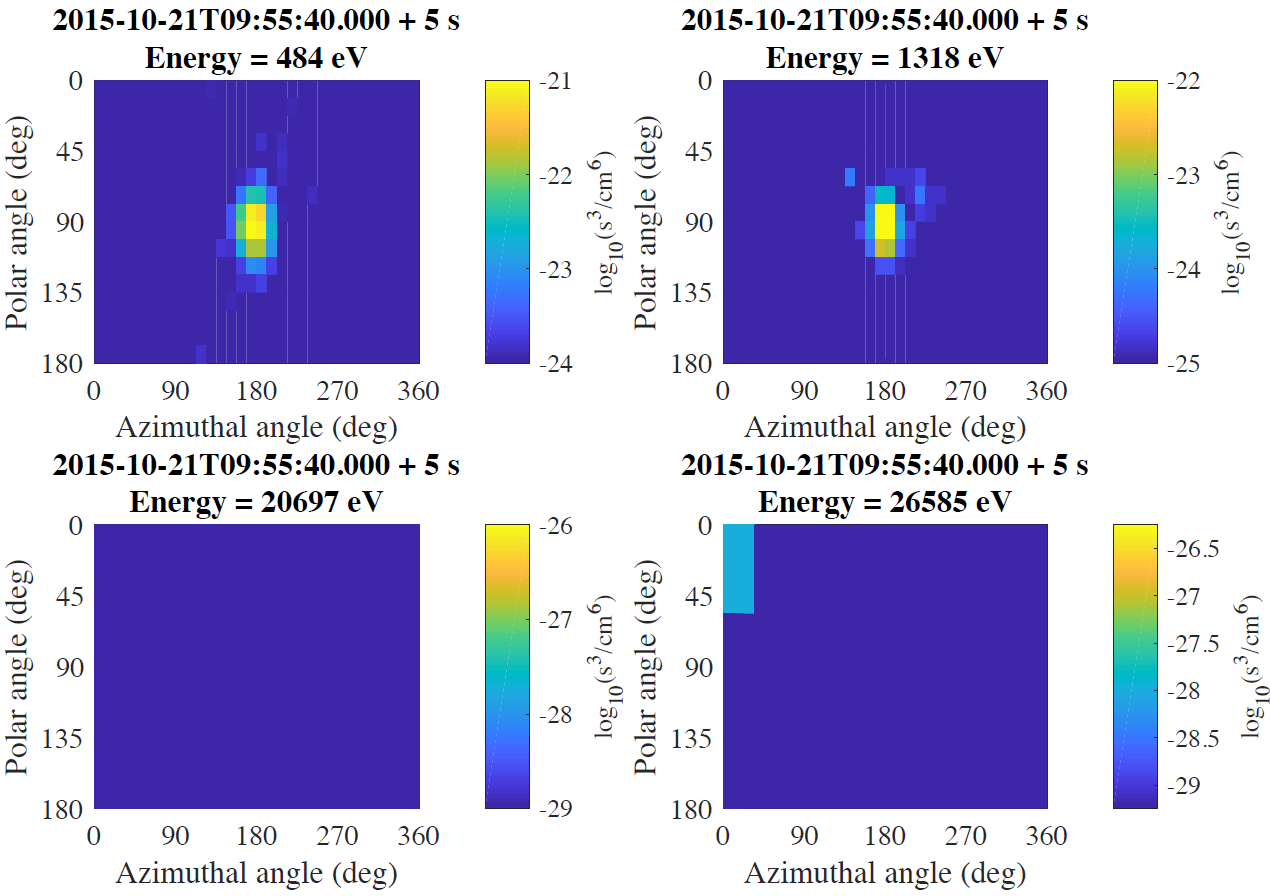 2015-10-21T09:55:40.000 + 5 s
Energy = 484 eV
0
45
90
135
180
Polar angle (deg)
0 90 180 270 360
Azimuthal angle (deg)
-21
-22
-23
-24
log10(s3/cm6)
2015-10-21T09:55:40.000 + 5 s
Energy = 1318 eV
0
45
90
135
180
Polar angle (deg)
0 90 180 270 360
Azimuthal angle (deg)
-22
-23
-24
-25
log10(s3/cm6)
2015-10-21T09:55:40.000 + 5 s
Energy = 20697 eV
0
45
90
135
180
Polar angle (deg)
0 90 180 270 360
Azimuthal angle (deg)
-26
-27
-28
-29
log10(s3/cm6)
2015-10-21T09:55:40.000 + 5 s
Energy = 26585 eV
0
45
90
135
180
Polar angle (deg)
0 90 180 270 360
Azimuthal angle (deg)
-26.5
-27
-27.5
-28
-28.5
-29
log10(s3/cm6)